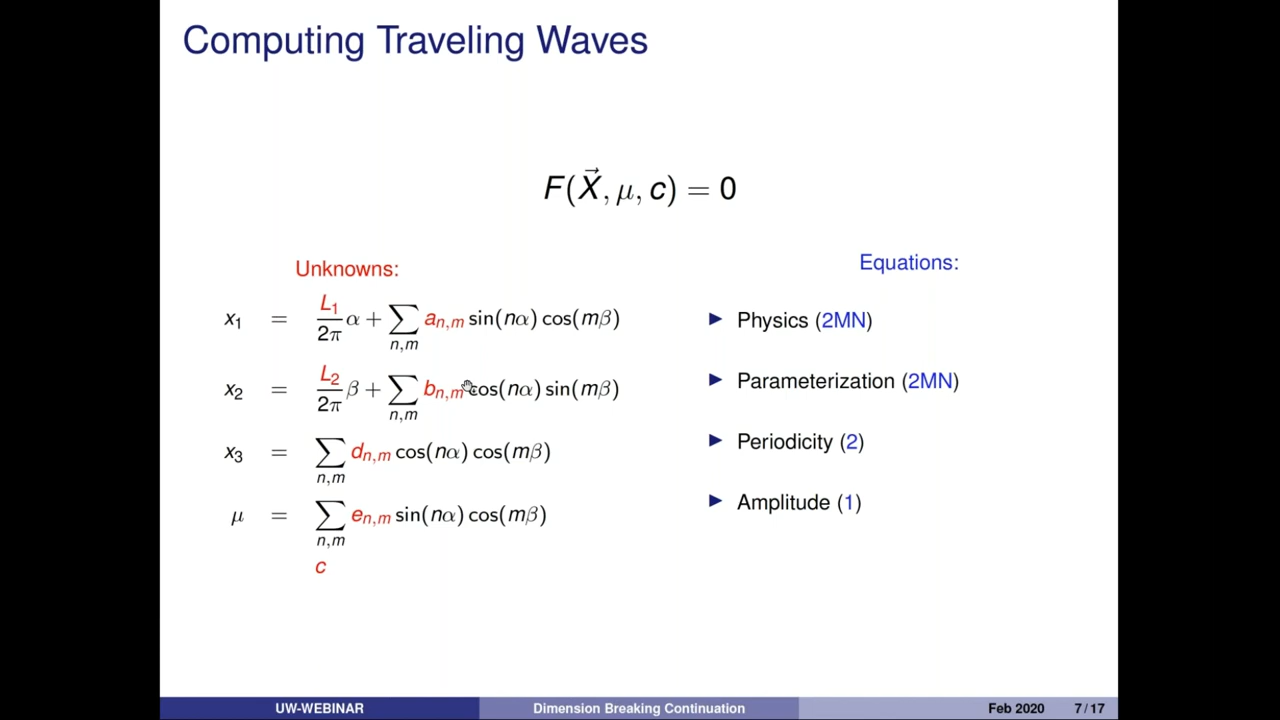 Computing Traveling Waves
F(X⃗, μ, c) = 0
Unknowns:
x₁ = L₁/2π α + ∑n,m aₙ,ₘ sin(nα) cos(mβ)
x₂ = L₂/2π β + ∑n,m bₙ,ₘ cos(nα) sin(mβ)
x₃ = ∑n,m dₙ,ₘ cos(nα) cos(mβ)
μ = ∑n,m eₙ,ₘ sin(nα) cos(mβ)
c
Equations:
▶ Physics (2MN)
▶ Parameterization (2MN)
▶ Periodicity (2)
▶ Amplitude (1)
UW-WEBINAR Dimension Breaking Continuation Feb 2020 7 / 17